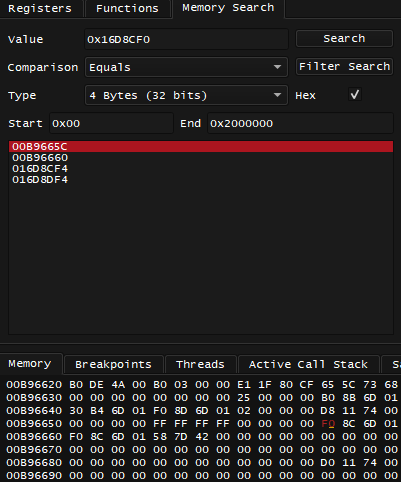 Registers Functions Memory Search
Value 0x16D8CF0 Search
Comparison Equals Filter Search
Type 4 Bytes (32 bits) Hex
Start 0x00 End 0x2000000
00B9665C
00B96660
016D8CF4
016D8DF4
Memory Breakpoints Threads Active Call Stack
00B96620 B0 DE 4A 00 B0 03 00 00 E1 1F 80 CF 65 5C 73 68
00B96630 00 00 00 00 00 00 00 00 25 00 00 00 B0 8B 6D 01
00B96640 30 B4 6D 01 F0 8D 6D 01 02 00 00 00 D8 11 74 00
00B96650 00 00 00 00 FF FF FF FF 00 00 00 00 FD 8C 6D 01
00B96660 F0 8C 6D 01 58 7D 42 00 00 00 00 00 00 00 00 00
00B96670 00 00 00 00 00 00 00 00 00 00 00 00 00 00 00 00
00B96680 00 00 00 00 00 00 00 00 00 00 00 00 D0 11 74 00
00B96690 00 00 00 00 00 00 00 00 00 00 00 00 00 00 00 00